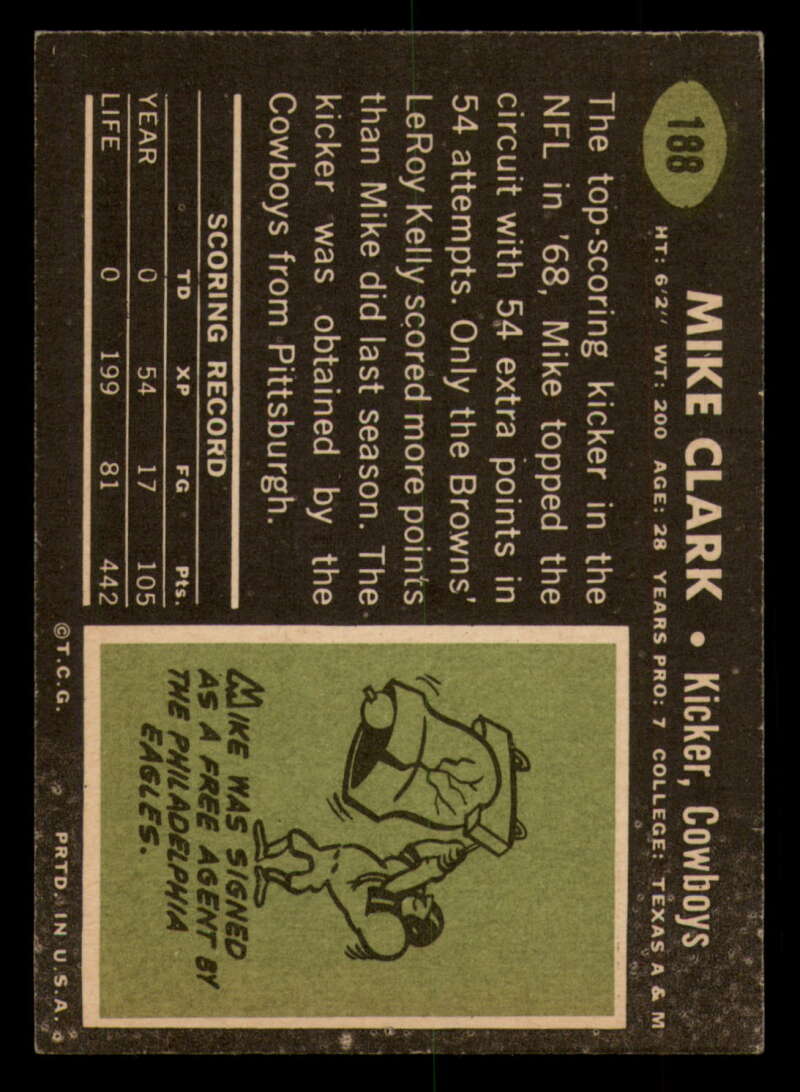 188
MIKE CLARK • Kicker, Cowboys
HT: 6'2" WT: 200 AGE: 28 YEARS PRO: 7 COLLEGE: TEXAS A & M
The top-scoring kicker in the
NFL in '68, Mike topped the
circuit with 54 extra points in
54 attempts. Only the Browns'
LeRoy Kelly scored more points
than Mike did last season. The
kicker was obtained by the
Cowboys from Pittsburgh.
SCORING RECORD
TD XP FG Pts.
YEAR 0 54 17 105
LIFE 0 199 81 442
MIKE WAS SIGNED
AS A FREE AGENT BY
THE PHILADELPHIA
EAGLES.
©T.C.G. PRTD. IN U.S.A.